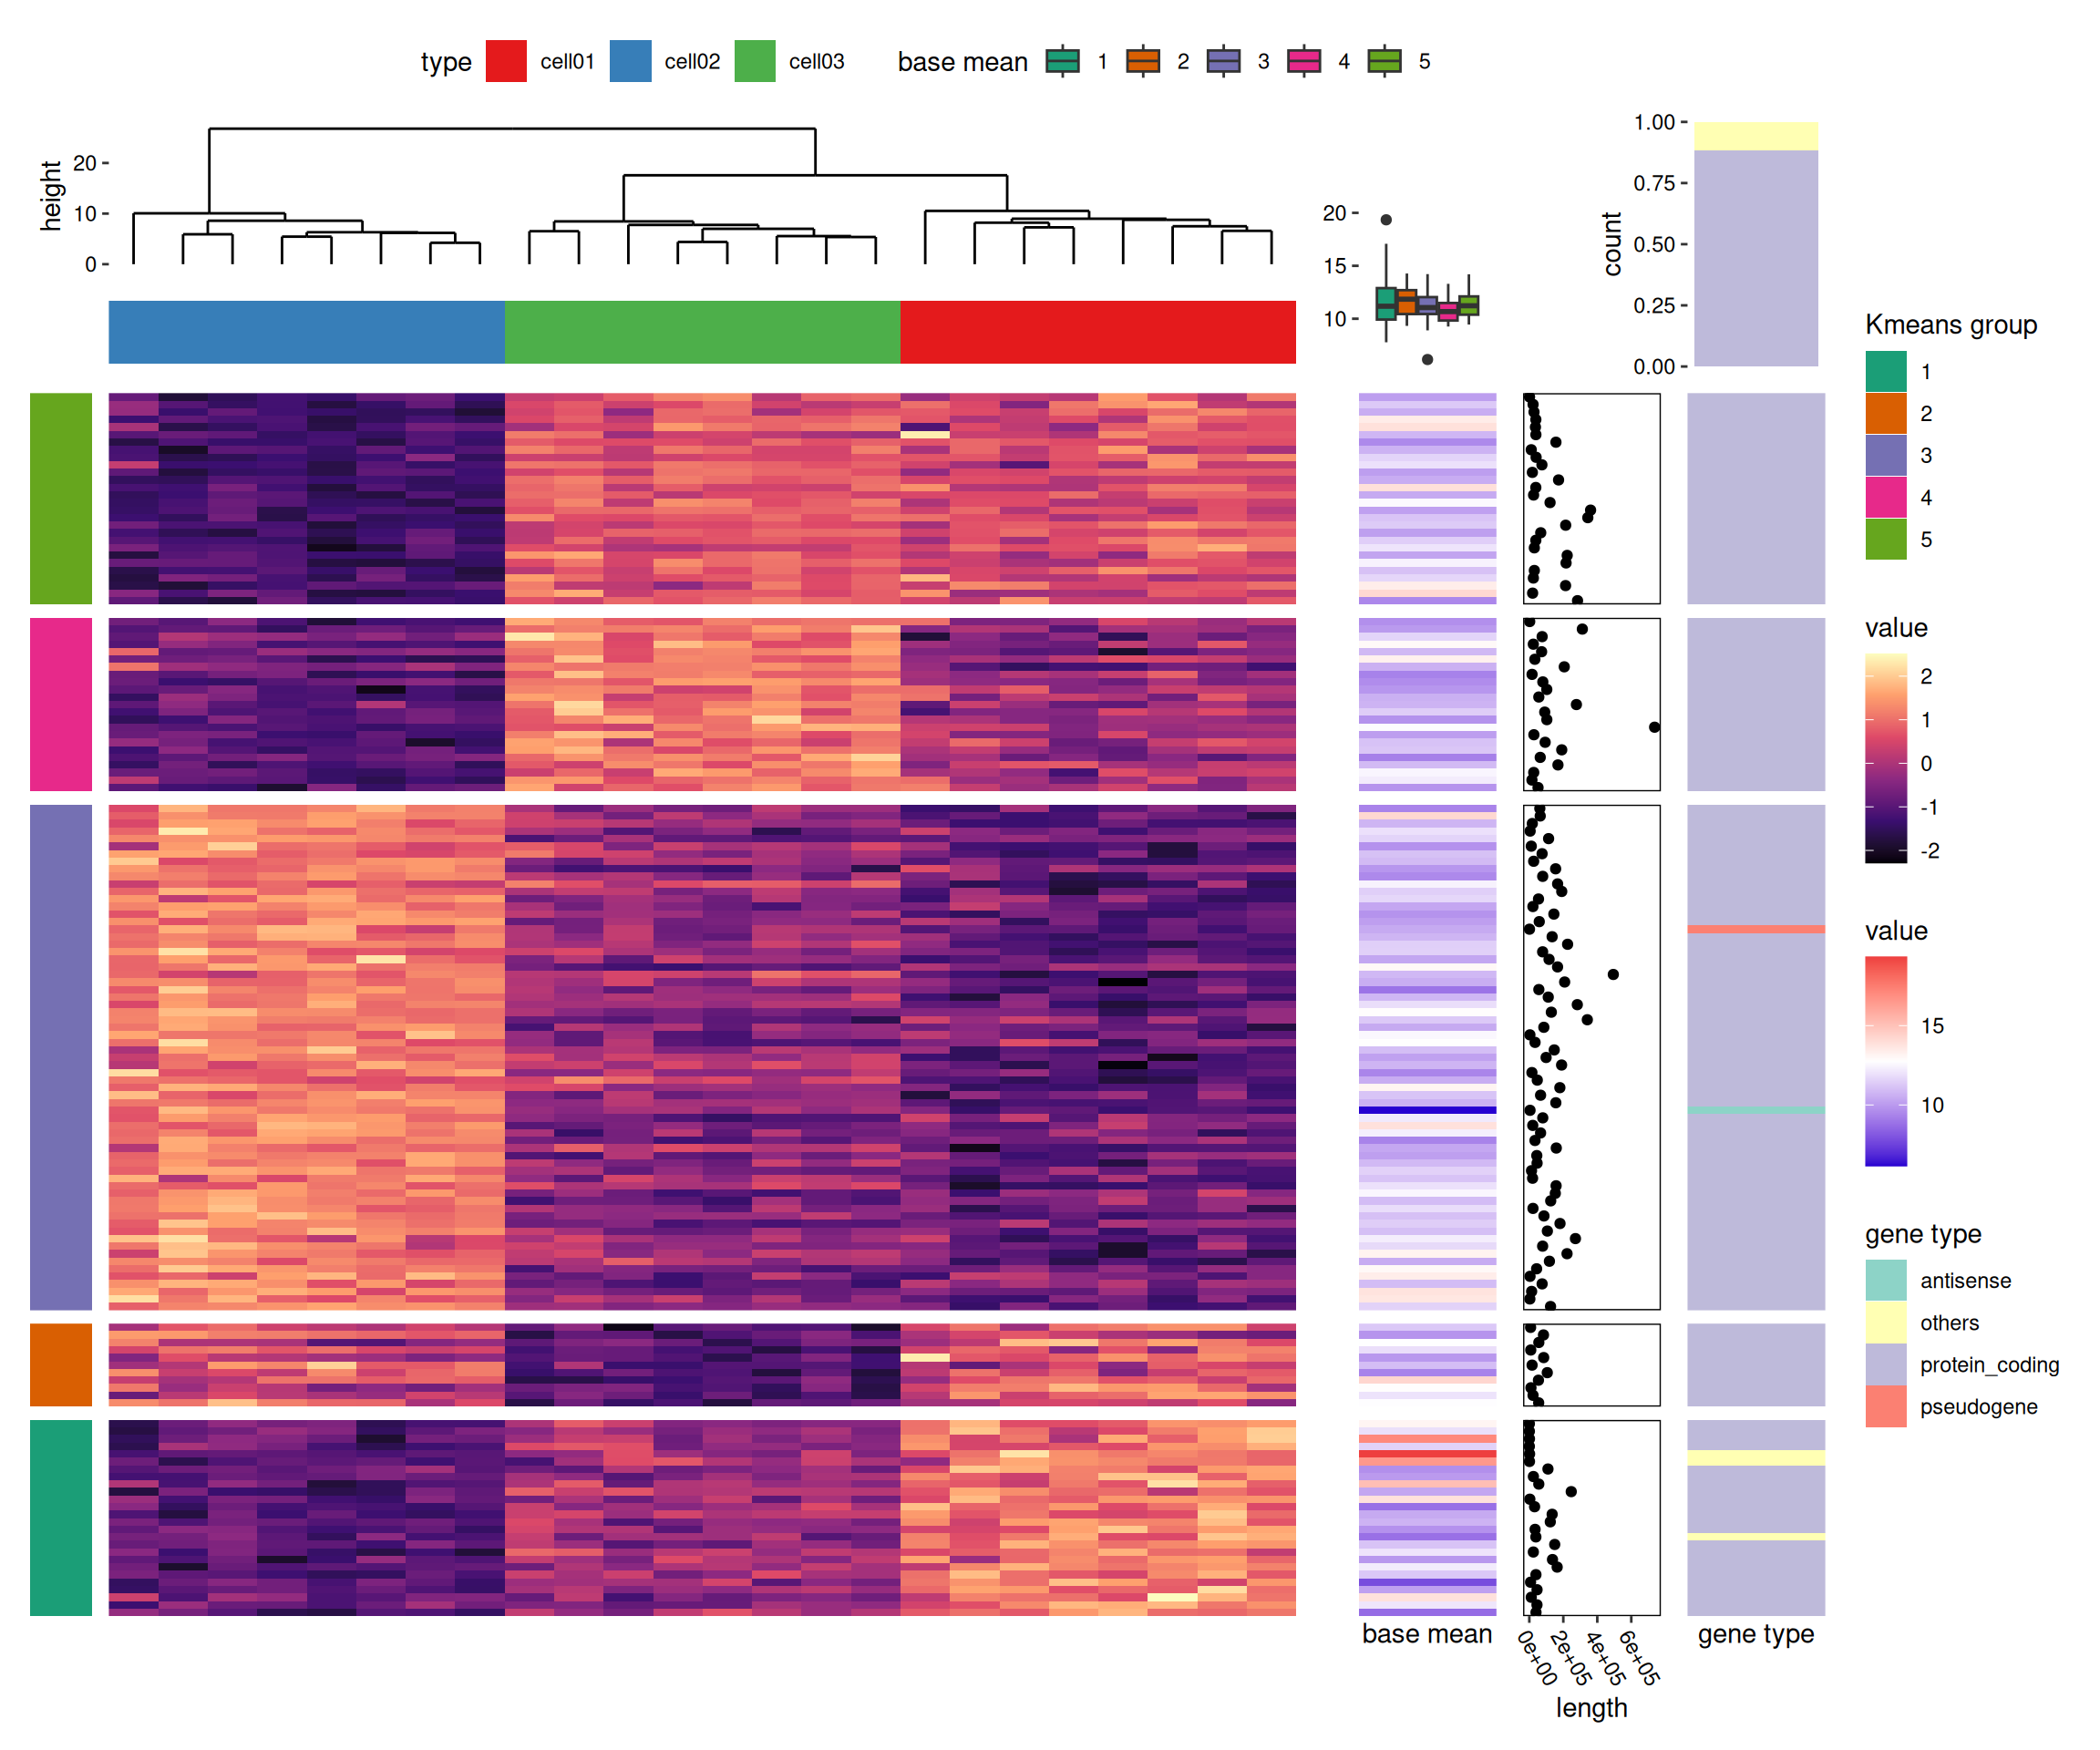 type cell01 cell02 cell03 base mean 1 2 3 4 5
height
20
10
0
20
15
10
count
1.00
0.75
0.50
0.25
0.00
Kmeans group
1
2
3
4
5
value
2
1
0
-1
-2
value
15
10
gene type
antisense
others
protein_coding
pseudogene
base mean
0e+00
2e+05
4e+05
6e+05
length
gene type